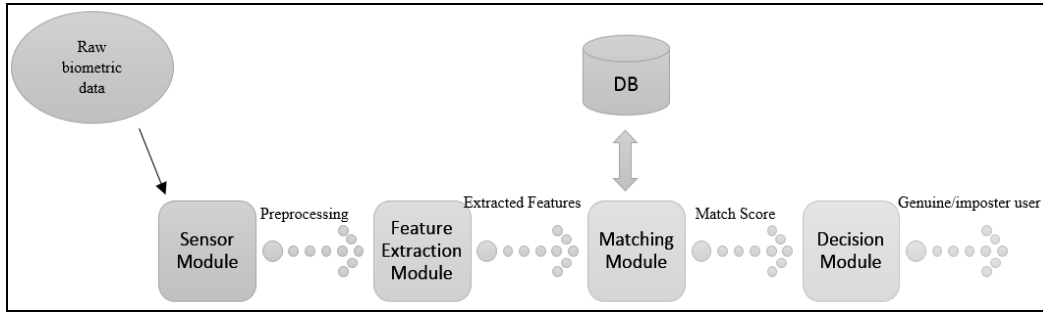 Raw
biometric
data
DB
Preprocessing
Extracted Features
Match Score
Genuine/imposter user
Sensor
Module
Feature
Extraction
Module
Matching
Module
Decision
Module